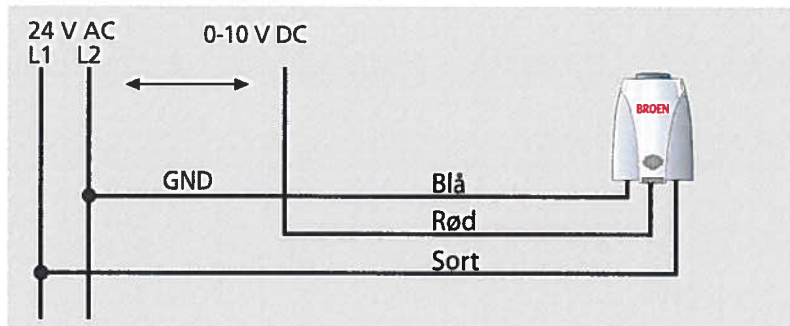 24 V AC 0-10 V DC
L1 L2
BROEN
GND Blå
Rød
Sort